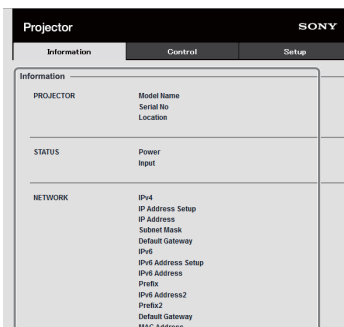 Projector SONY
Information Control Setup
Information
PROJECTOR Model Name
Serial No
Location
STATUS Power
Input
NETWORK IPv4
IP Address Setup
IP Address
Subnet Mask
Default Gateway
IPv6
IPv6 Address Setup
IPv6 Address
Prefix
IPv6 Address2
Prefix2
Default Gateway
MAC Address